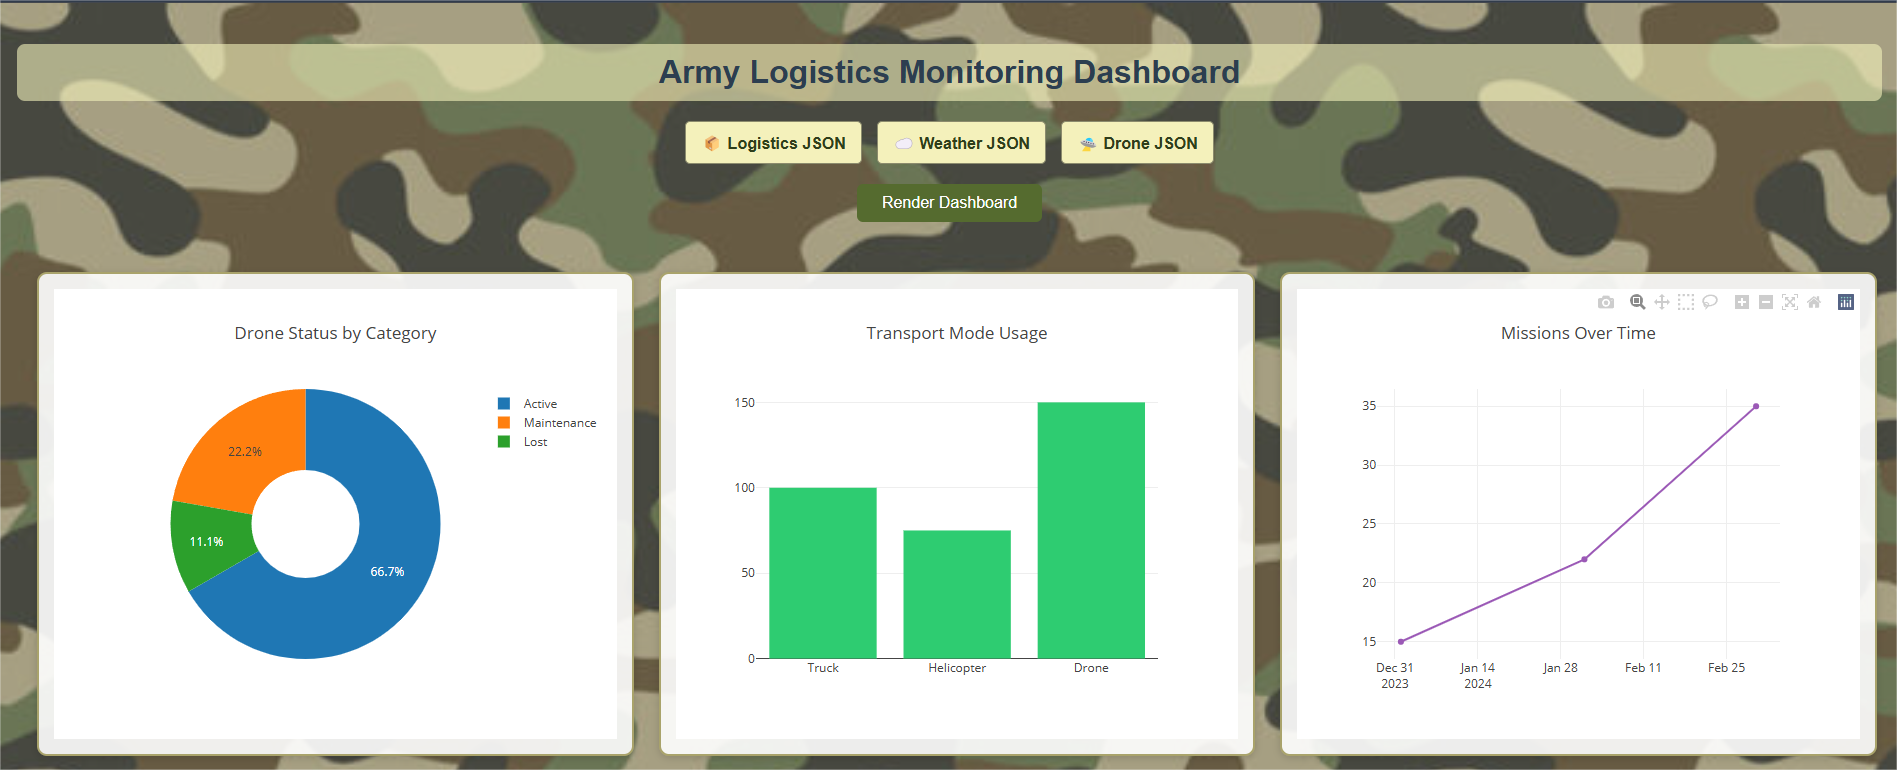 Army Logistics Monitoring Dashboard
📦 Logistics JSON
☁️ Weather JSON
🛸 Drone JSON
Render Dashboard
Drone Status by Category
Active
Maintenance
Lost
22.2%
11.1%
66.7%
Transport Mode Usage
150
100
50
0
Truck
Helicopter
Drone
Missions Over Time
35
30
25
20
15
Dec 31
2023
Jan 14
2024
Jan 28
Feb 11
Feb 25